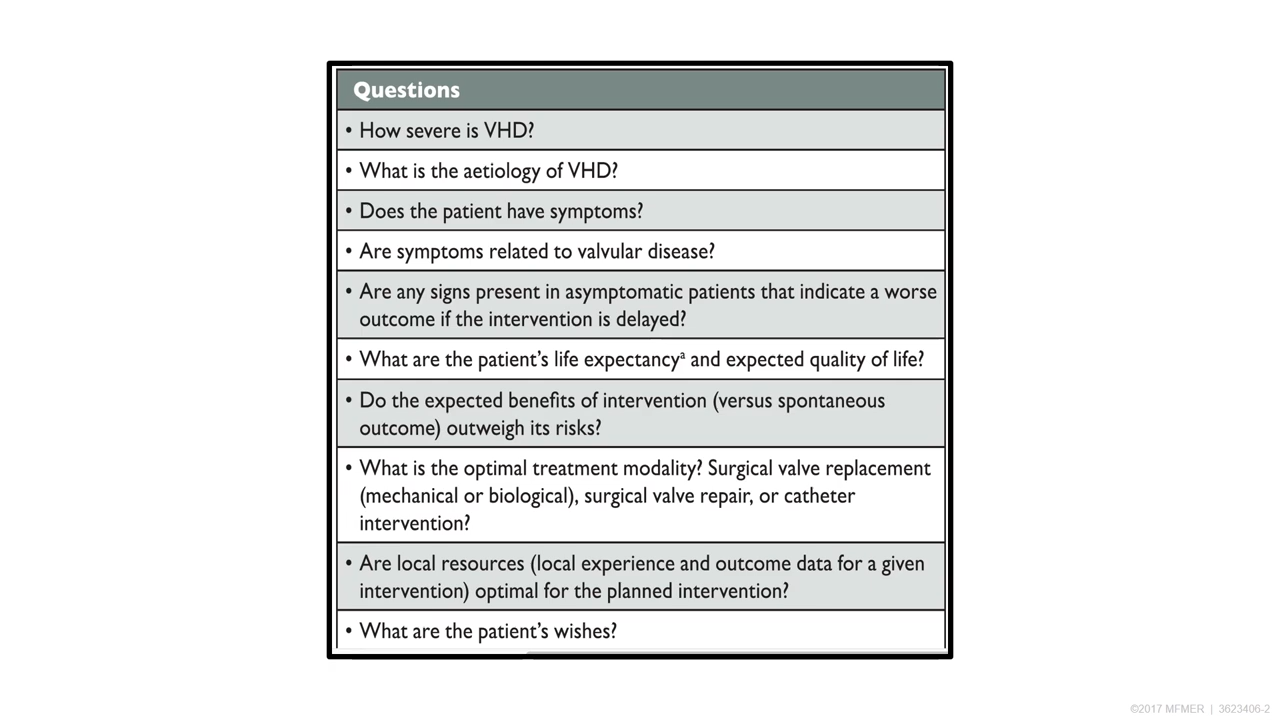 Questions
• How severe is VHD?
• What is the aetiology of VHD?
• Does the patient have symptoms?
• Are symptoms related to valvular disease?
• Are any signs present in asymptomatic patients that indicate a worse
outcome if the intervention is delayed?
• What are the patient's life expectancyᵃ and expected quality of life?
• Do the expected benefits of intervention (versus spontaneous
outcome) outweigh its risks?
• What is the optimal treatment modality? Surgical valve replacement
(mechanical or biological), surgical valve repair, or catheter
intervention?
• Are local resources (local experience and outcome data for a given
intervention) optimal for the planned intervention?
• What are the patient's wishes?
©2017 MFMER | 3623406-2